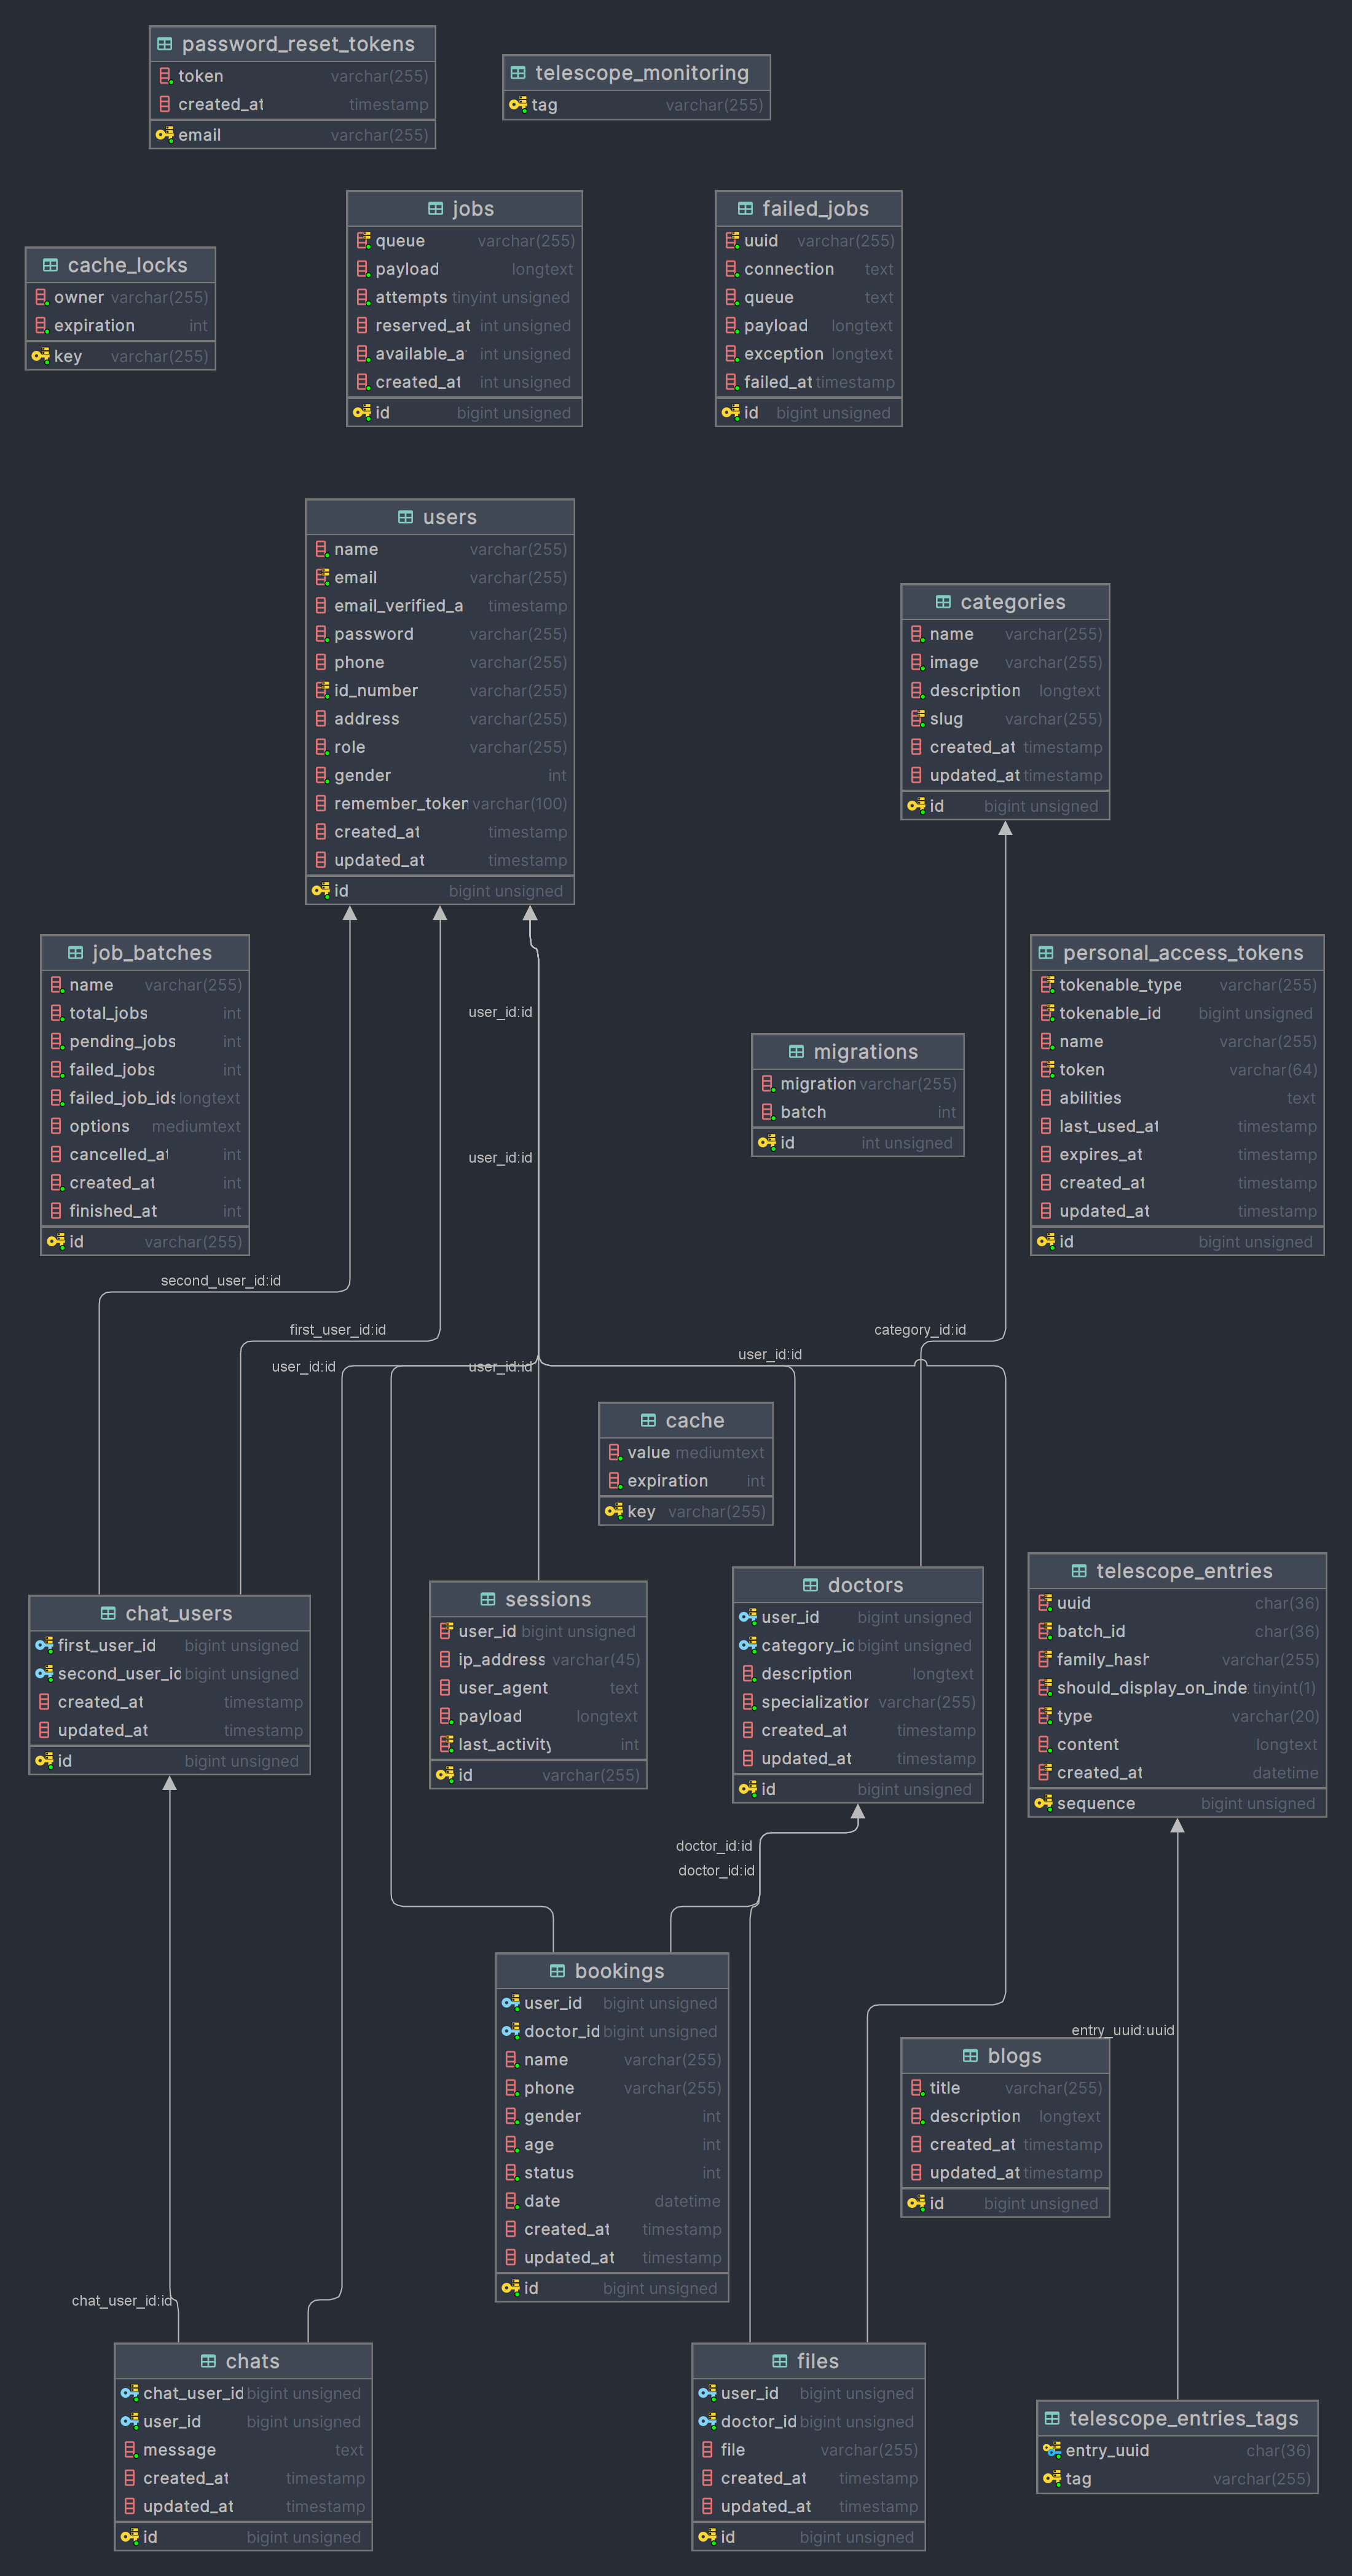 password_reset_tokens
token varchar(255)
created_at timestamp
email varchar(255)
telescope_monitoring
tag varchar(255)
jobs
queue varchar(255)
payload longtext
attempts tinyint unsigned
reserved_at int unsigned
available_a int unsigned
created_at int unsigned
id bigint unsigned
failed_jobs
uuid varchar(255)
connection text
queue text
payload longtext
exception longtext
failed_at timestamp
id bigint unsigned
cache_locks
owner varchar(255)
expiration int
key varchar(255)
users
name varchar(255)
email varchar(255)
email_verified_a timestamp
password varchar(255)
phone varchar(255)
id_number varchar(255)
address varchar(255)
role varchar(255)
gender int
remember_token varchar(100)
created_at timestamp
updated_at timestamp
id bigint unsigned
categories
name varchar(255)
image varchar(255)
description longtext
slug varchar(255)
created_at timestamp
updated_at timestamp
id bigint unsigned
job_batches
name varchar(255)
total_jobs int
pending_jobs int
failed_jobs int
failed_job_ids longtext
options mediumtext
cancelled_at int
created_at int
finished_at int
id varchar(255)
user_id:id
user_id:id
migrations
migration varchar(255)
batch int
id int unsigned
personal_access_tokens
tokenable_type varchar(255)
tokenable_id bigint unsigned
name varchar(255)
token varchar(64)
abilities text
last_used_at timestamp
expires_at timestamp
created_at timestamp
updated_at timestamp
id bigint unsigned
second_user_id:id
first_user_id:id
category_id:id
user_id:id
user_id:id
user_id:id
cache
value mediumtext
expiration int
key varchar(255)
chat_users
first_user_id bigint unsigned
second_user_id bigint unsigned
created_at timestamp
updated_at timestamp
id bigint unsigned
sessions
user_id bigint unsigned
ip_address varchar(45)
user_agent text
payload longtext
last_activity int
id varchar(255)
doctors
user_id bigint unsigned
category_id bigint unsigned
description longtext
specialization varchar(255)
created_at timestamp
updated_at timestamp
id bigint unsigned
telescope_entries
uuid char(36)
batch_id char(36)
family_hash varchar(255)
should_display_on_inde tinyint(1)
type varchar(20)
content longtext
created_at datetime
sequence bigint unsigned
doctor_id:id
doctor_id:id
bookings
user_id bigint unsigned
doctor_id bigint unsigned
name varchar(255)
phone varchar(255)
gender int
age int
status int
date datetime
created_at timestamp
updated_at timestamp
id bigint unsigned
entry_uuid:uuid
blogs
title varchar(255)
description longtext
created_at timestamp
updated_at timestamp
id bigint unsigned
chat_user_id:id
chats
chat_user_id bigint unsigned
user_id bigint unsigned
message text
created_at timestamp
updated_at timestamp
id bigint unsigned
files
user_id bigint unsigned
doctor_id bigint unsigned
file varchar(255)
created_at timestamp
updated_at timestamp
id bigint unsigned
telescope_entries_tags
entry_uuid char(36)
tag varchar(255)